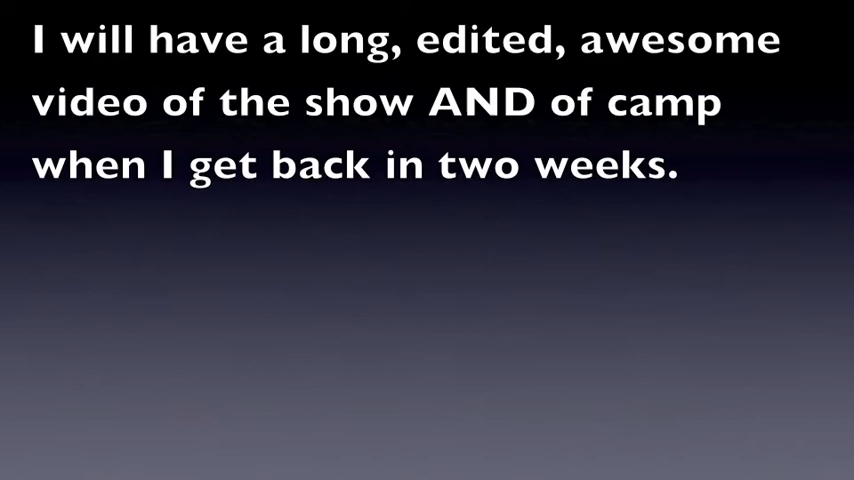 I will have a long, edited, awesome
video of the show AND of camp
when I get back in two weeks.